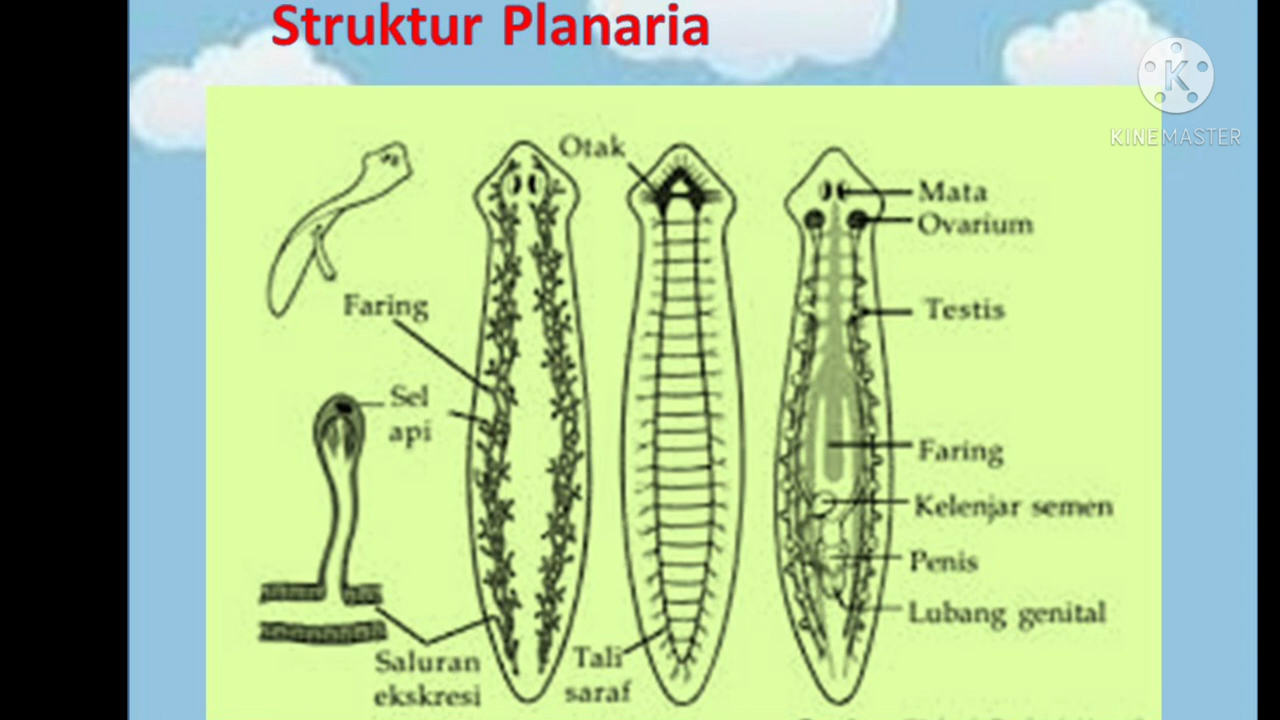 Struktur Planaria
KINEMASTER
Otak
Mata
Ovarium
Faring
Testis
Sel
api
Faring
Kelenjar semen
Penis
Lubang genital
Saluran
ekskresi
Tali
saraf